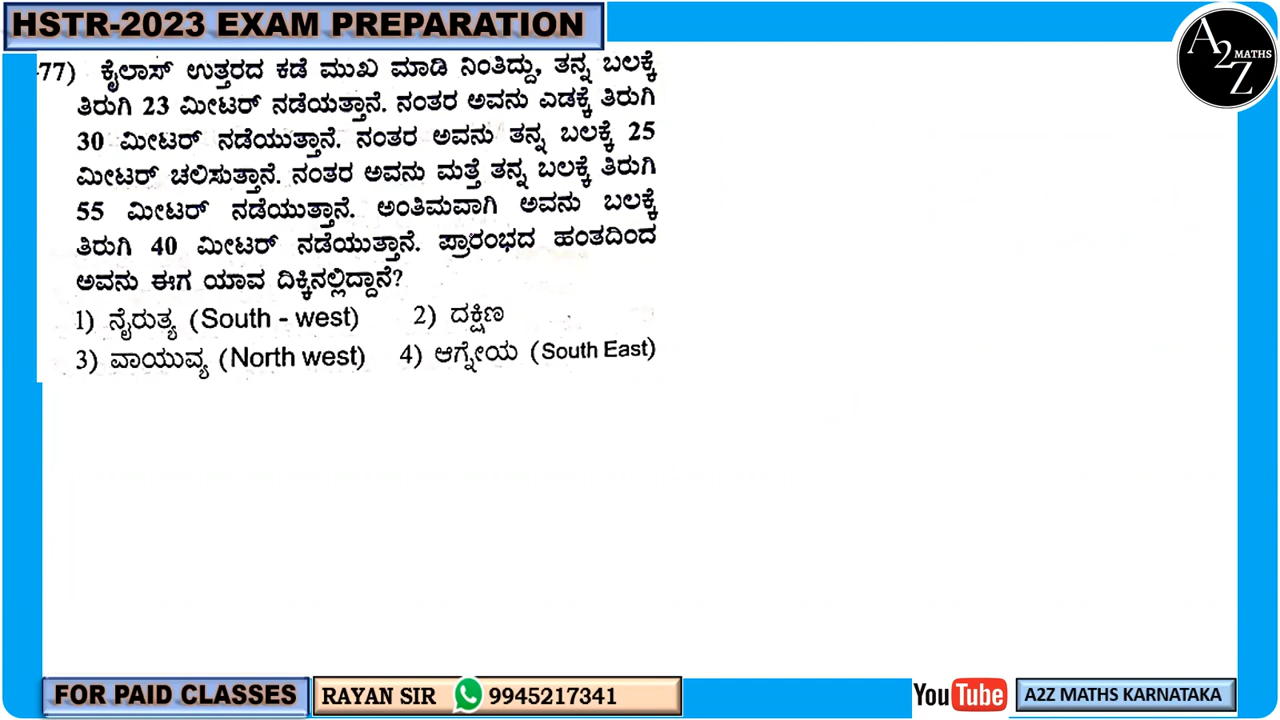 HSTR-2023 EXAM PREPARATION
A2Z MATHS
77) ಕೈಲಾಸ್ ಉತ್ತರದ ಕಡೆ ಮುಖ ಮಾಡಿ ನಿಂತಿದ್ದು, ತನ್ನ ಬಲಕ್ಕೆ
ತಿರುಗಿ 23 ಮೀಟರ್ ನಡೆಯತ್ತಾನೆ. ನಂತರ ಅವನು ಎಡಕ್ಕೆ ತಿರುಗಿ
30 ಮೀಟರ್ ನಡೆಯುತ್ತಾನೆ. ನಂತರ ಅವನು ತನ್ನ ಬಲಕ್ಕೆ 25
ಮೀಟರ್ ಚಲಿಸುತ್ತಾನೆ. ನಂತರ ಅವನು ಮತ್ತೆ ತನ್ನ ಬಲಕ್ಕೆ ತಿರುಗಿ
55 ಮೀಟರ್ ನಡೆಯುತ್ತಾನೆ. ಅಂತಿಮವಾಗಿ ಅವನು ಬಲಕ್ಕೆ
ತಿರುಗಿ 40 ಮೀಟರ್ ನಡೆಯುತ್ತಾನೆ. ಪ್ರಾರಂಭದ ಹಂತದಿಂದ
ಅವನು ಈಗ ಯಾವ ದಿಕ್ಕಿನಲ್ಲಿದ್ದಾನೆ?
1) ನೈರುತ್ಯ (South - west) 2) ದಕ್ಷಿಣ
3) ವಾಯುವ್ಯ (North west) 4) ಆಗ್ನೇಯ (South East)
FOR PAID CLASSES RAYAN SIR 9945217341 YouTube A2Z MATHS KARNATAKA